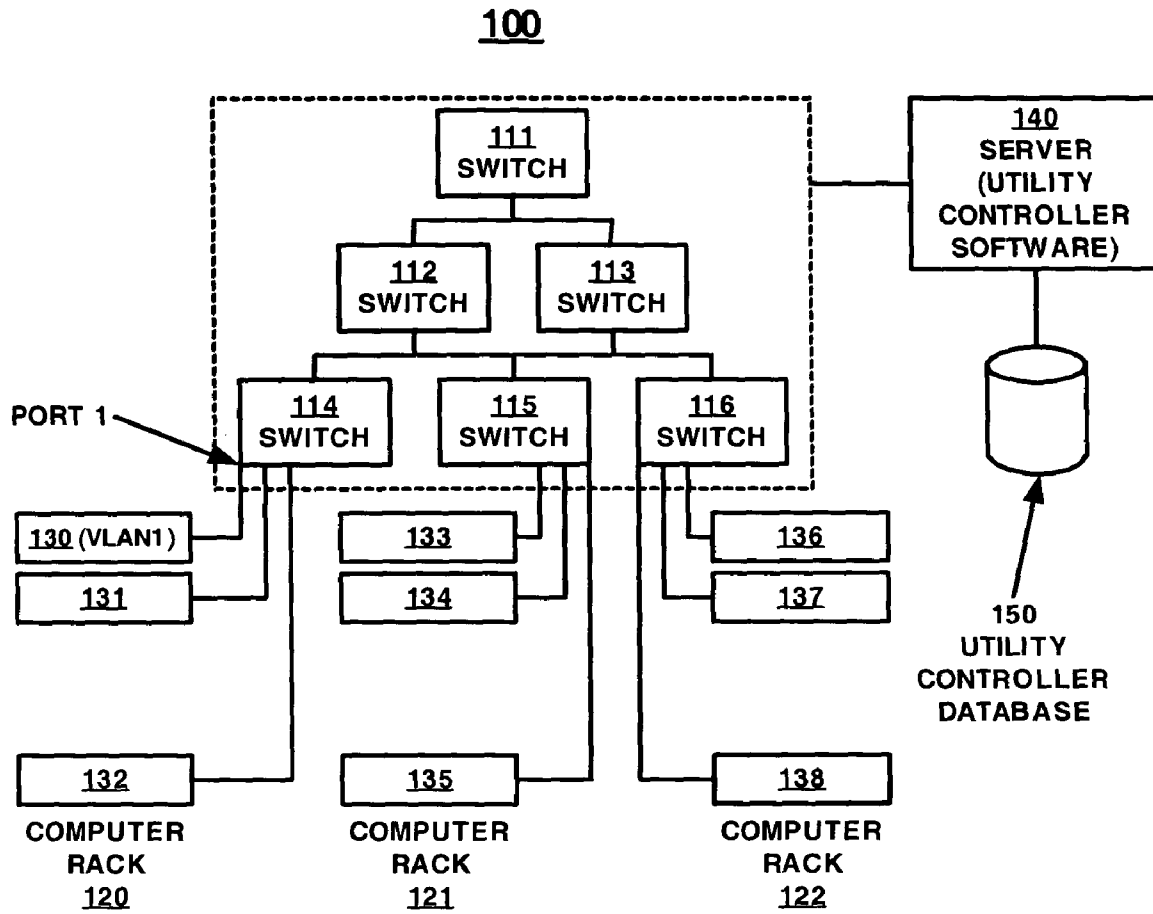 100
111
SWITCH
112
SWITCH
113
SWITCH
114
SWITCH
115
SWITCH
116
SWITCH
140
SERVER
(UTILITY
CONTROLLER
SOFTWARE)
PORT 1
130 (VLAN1)
131
132
COMPUTER
RACK
120
133
134
135
COMPUTER
RACK
121
136
137
138
COMPUTER
RACK
122
150
UTILITY
CONTROLLER
DATABASE